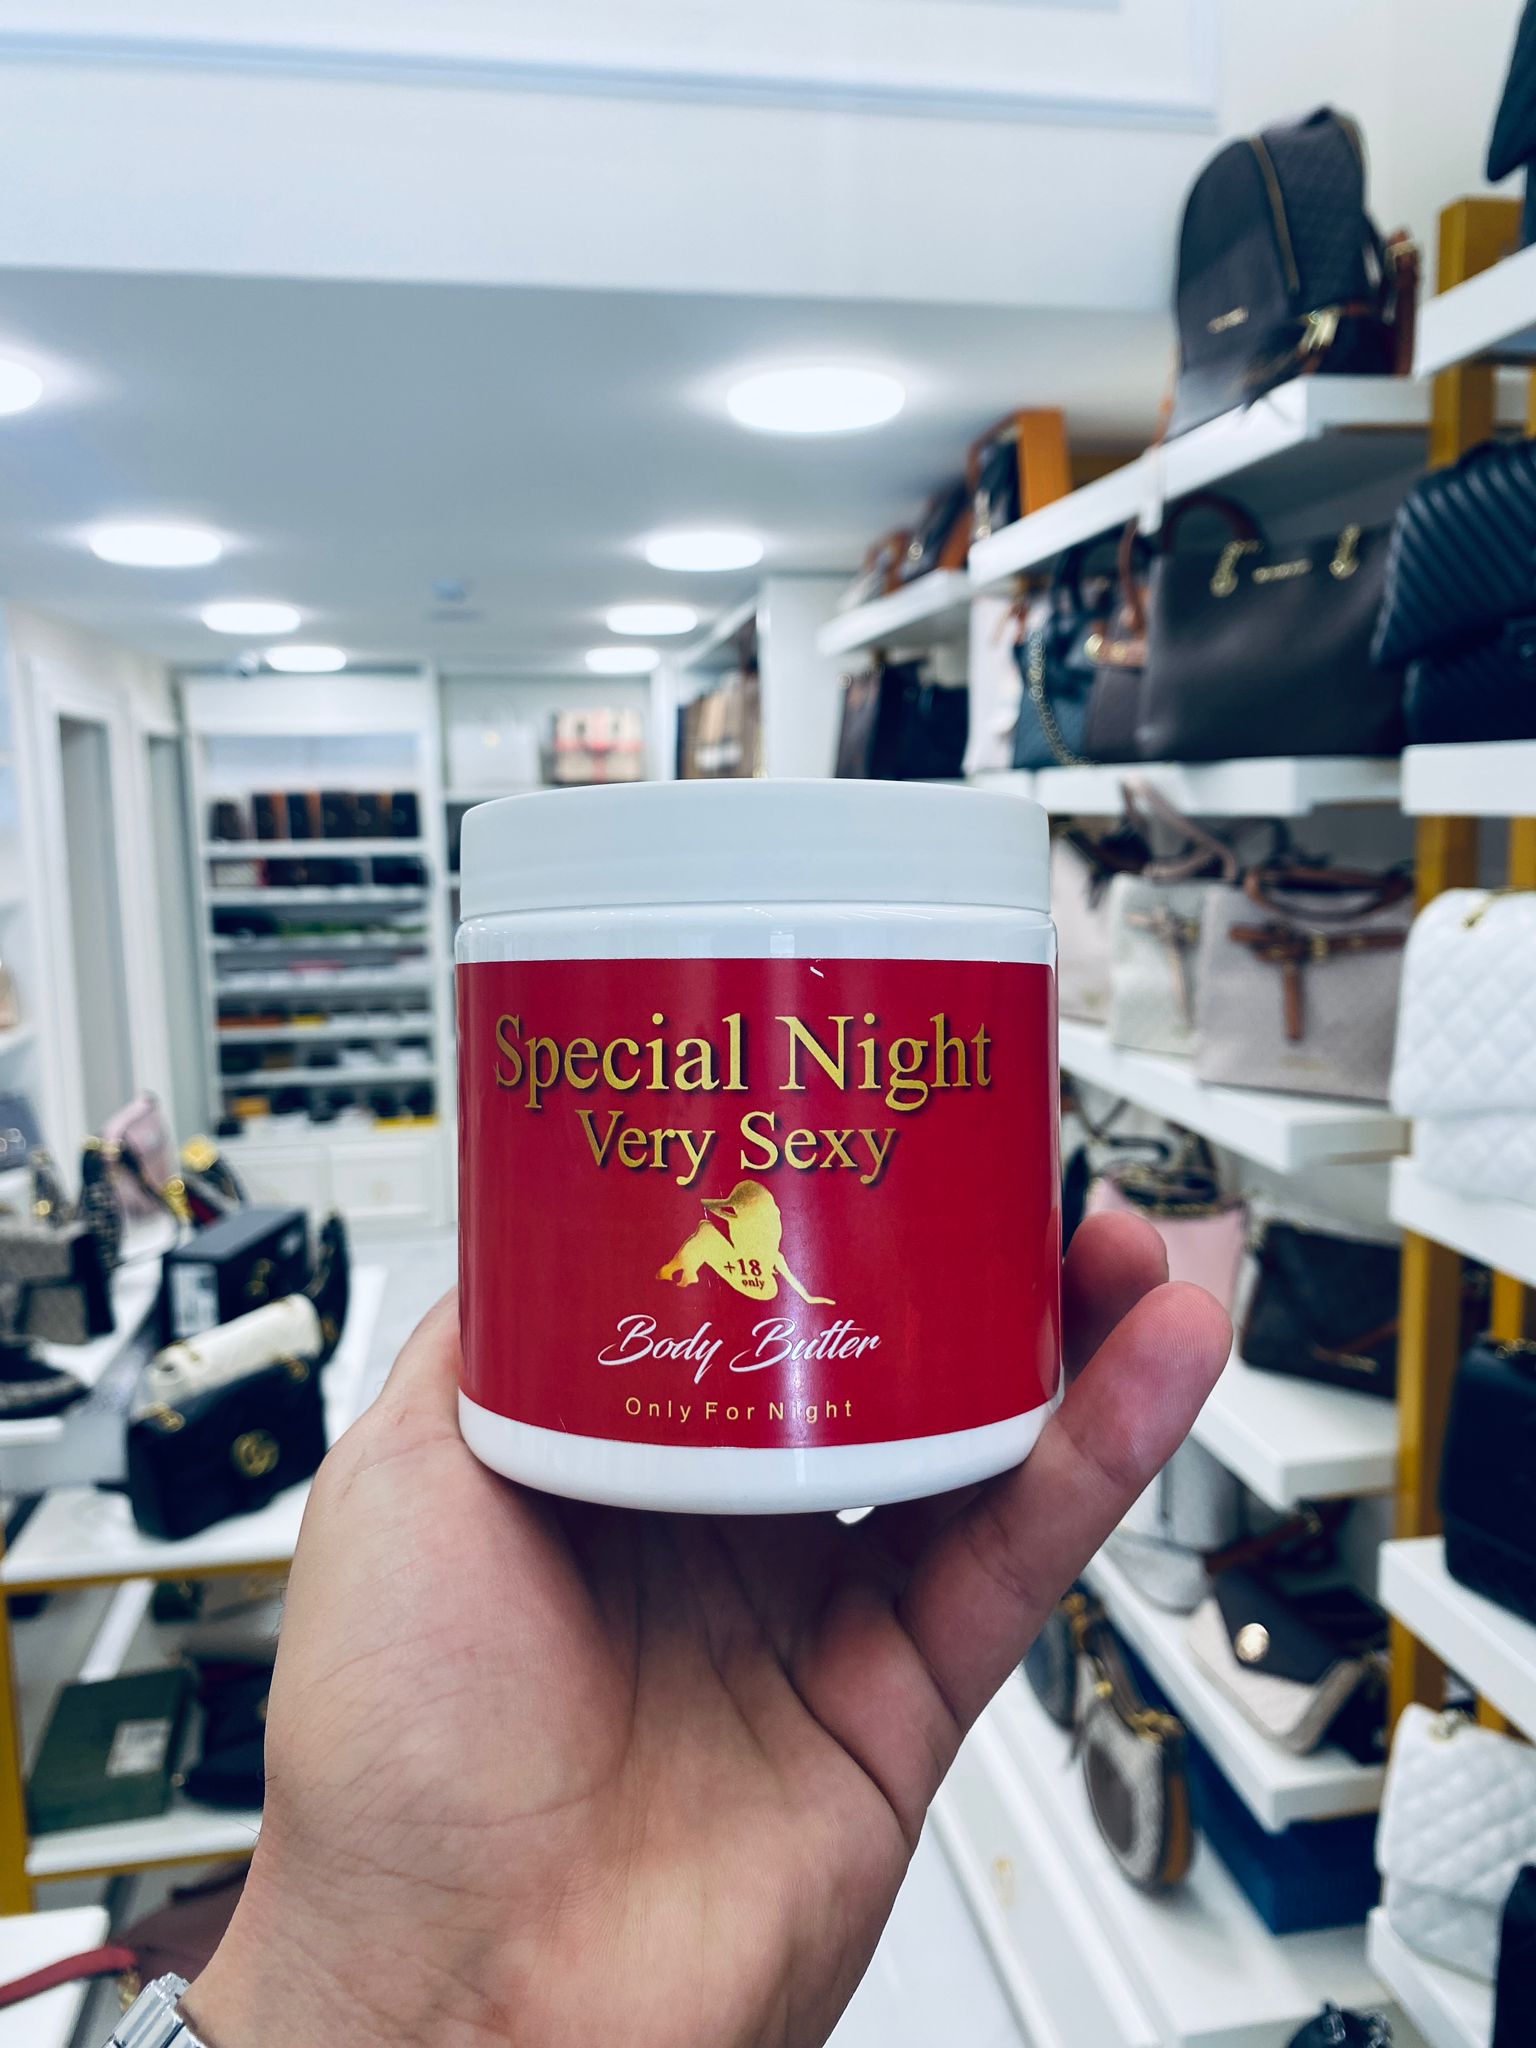 Special Night
Very Sexy
+18
only
Body Butter
Only For Night